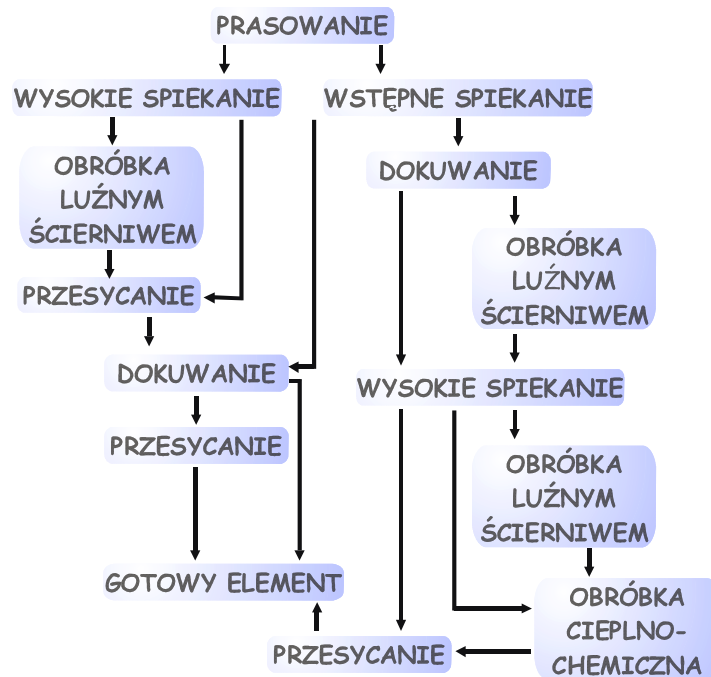 PRASOWANIE
WYSOKIE SPIEKANIE
WSTĘPNE SPIEKANIE
OBRÓBKA
LUŹNYM
ŚCIERNIWEM
DOKUWANIE
OBRÓBKA
LUŹNYM
ŚCIERNIWEM
PRZESYCANIE
DOKUWANIE
WYSOKIE SPIEKANIE
PRZESYCANIE
OBRÓBKA
LUŹNYM
ŚCIERNIWEM
GOTOWY ELEMENT
OBRÓBKA
CIEPLNO-
CHEMICZNA
PRZESYCANIE